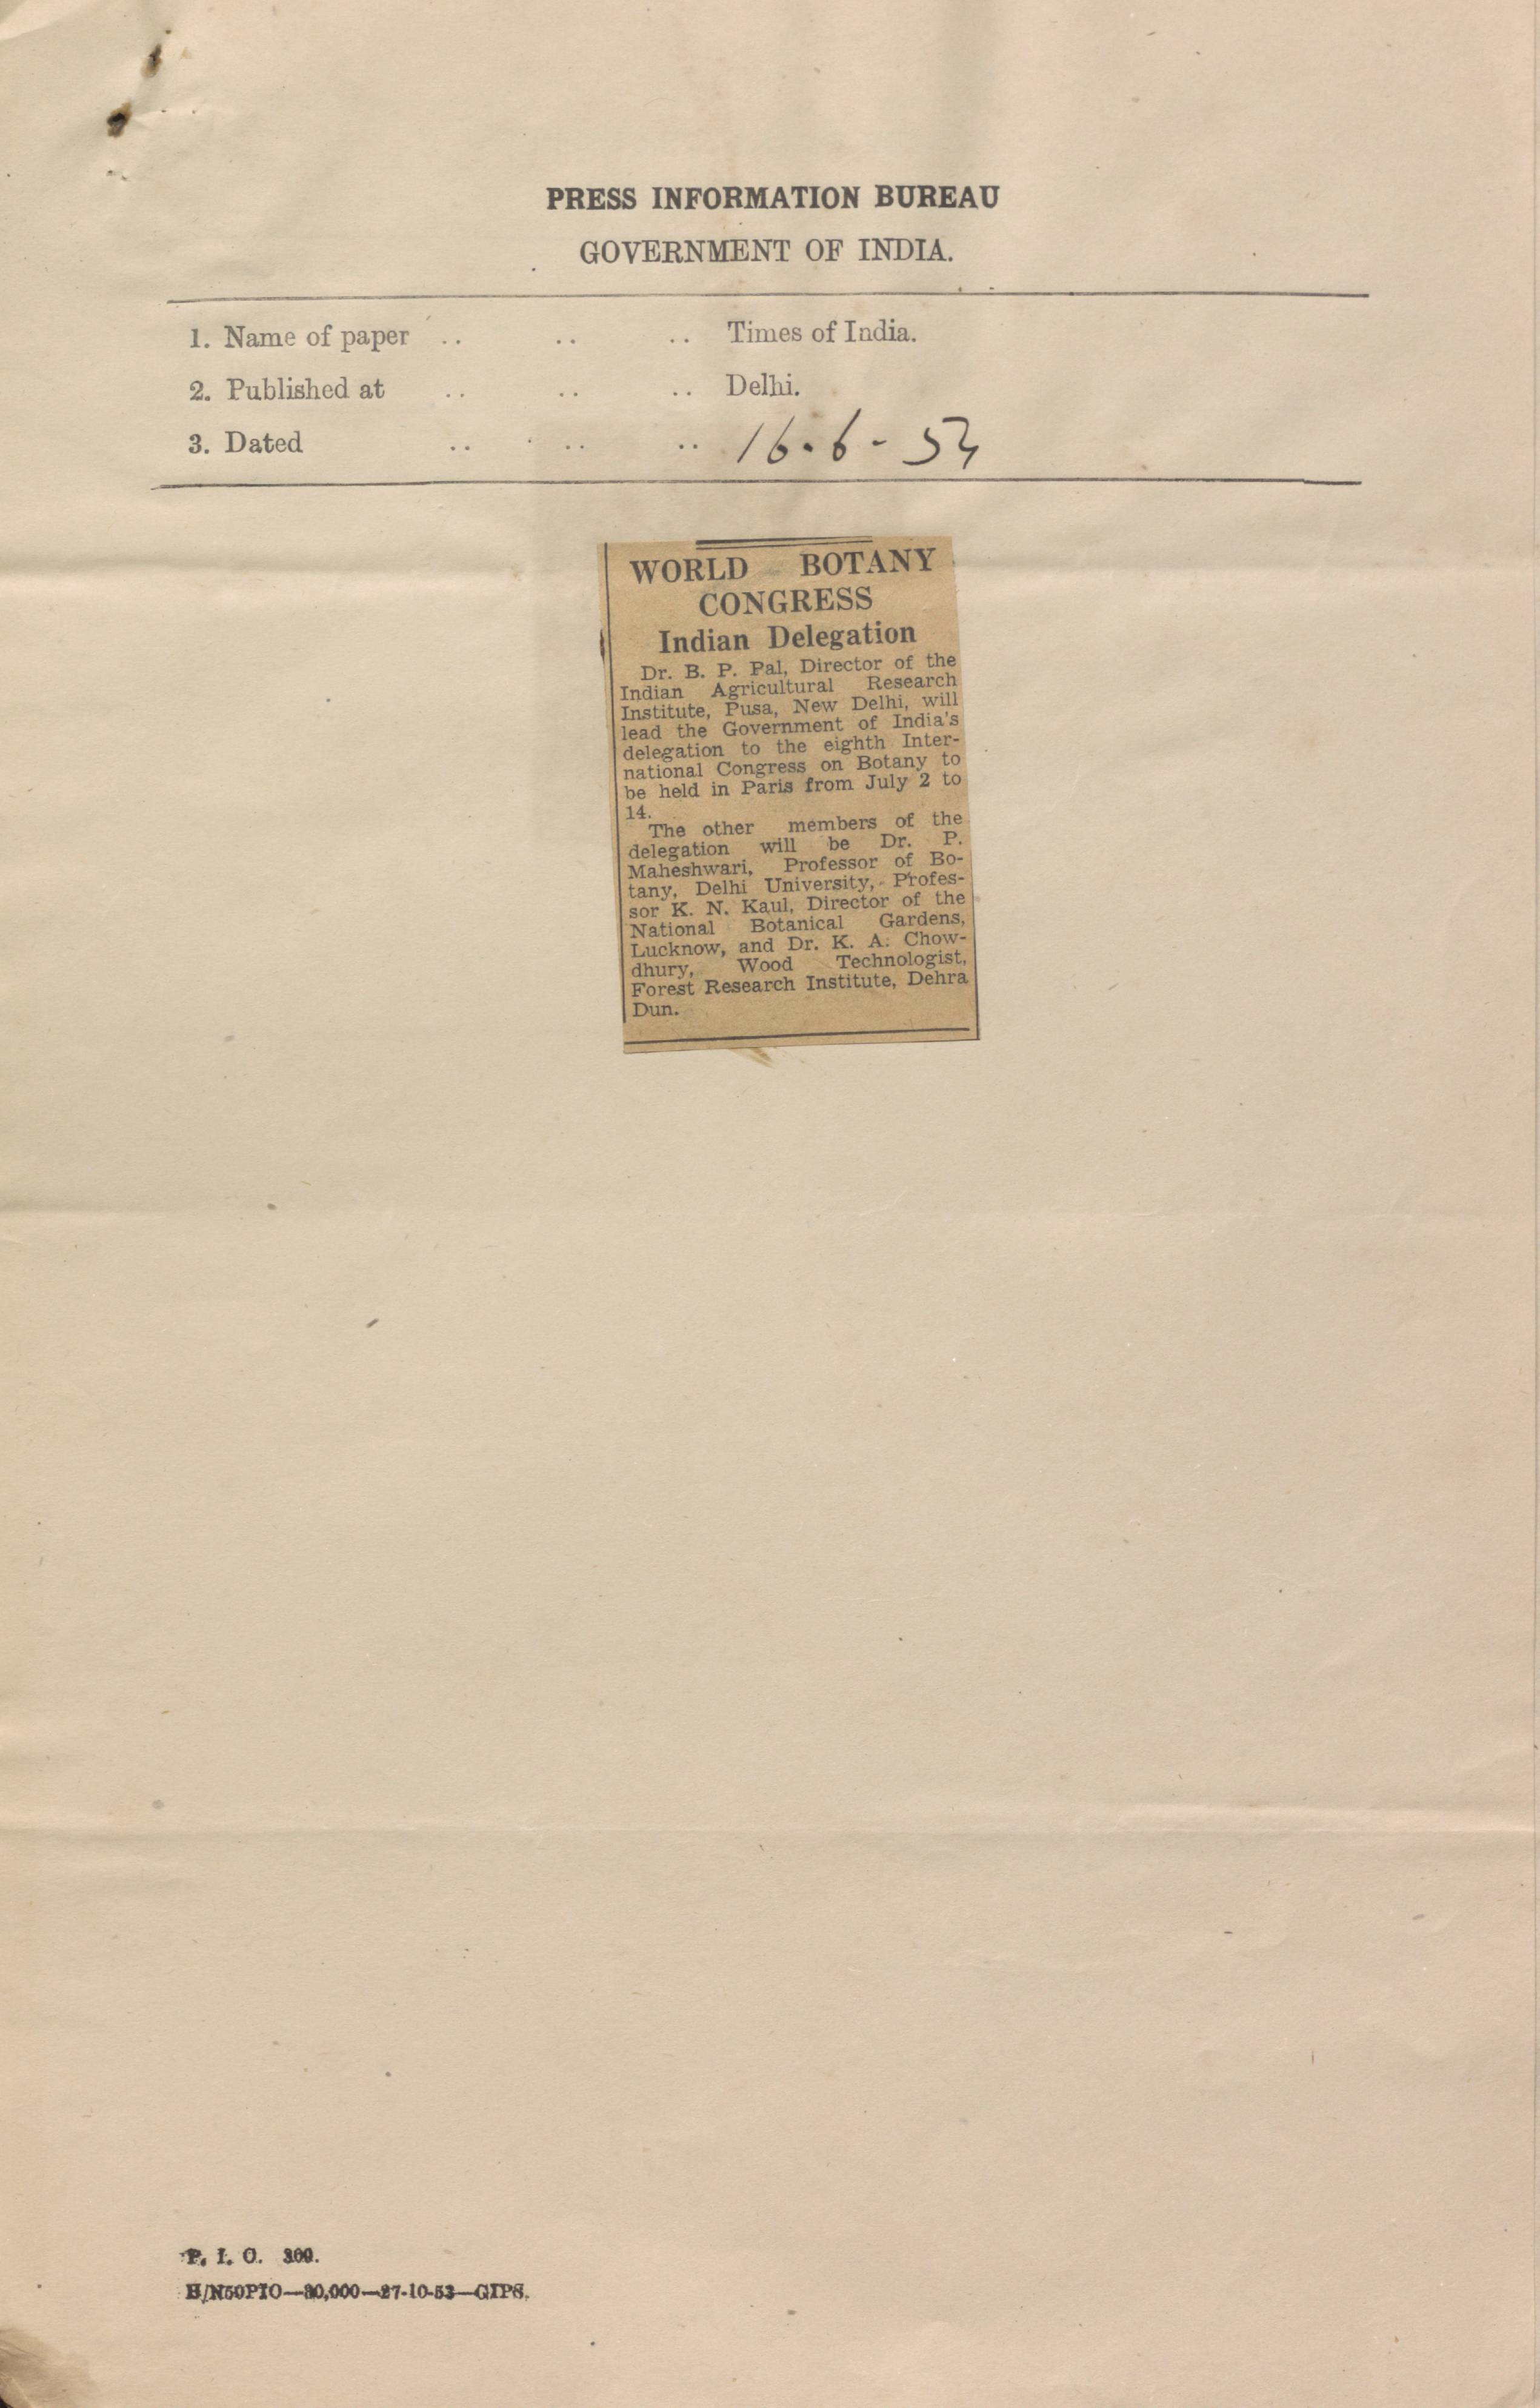 PRESS INFORMATION BUREAU
GOVERNMENT OF INDIA.
1. Name of paper .. .. .. Times of India.
2. Published at .. .. .. Delhi.
3. Dated .. .. .. 16.6-54
WORLD BOTANY
CONGRESS
Indian Delegation
Dr. B. P. Pal, Director of the
Indian Agricultural Research
Institute, Pusa, New Delhi, will
lead the Government of India's
delegation to the eighth Inter-
national Congress on Botany to
be held in Paris from July 2 to
14.
The other members of the
delegation will be Dr. P.
Maheshwari, Professor of Bo-
tany, Delhi University, Profes-
sor K. N. Kaul, Director of the
National Botanical Gardens,
Lucknow, and Dr. K. A. Chow-
dhury, Wood Technologist,
Forest Research Institute, Dehra
Dun.
P. I. O. 309.
H/N50PIO—30,000—27-10-53—GIPS.